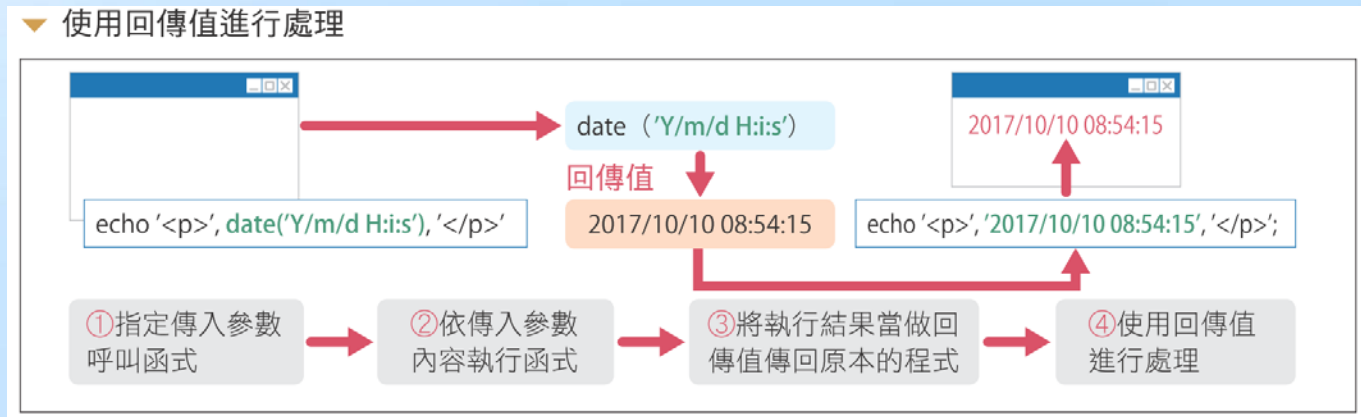 使用回傳值進行處理
date（'Y/m/d H:i:s'）
2017/10/10 08:54:15
回傳值
echo '<p>', date('Y/m/d H:i:s'), '</p>'
2017/10/10 08:54:15
echo '<p>', '2017/10/10 08:54:15', '</p>';
①指定傳入參數
呼叫函式
②依傳入參數
內容執行函式
③將執行結果當做回
傳值傳回原本的程式
④使用回傳值
進行處理